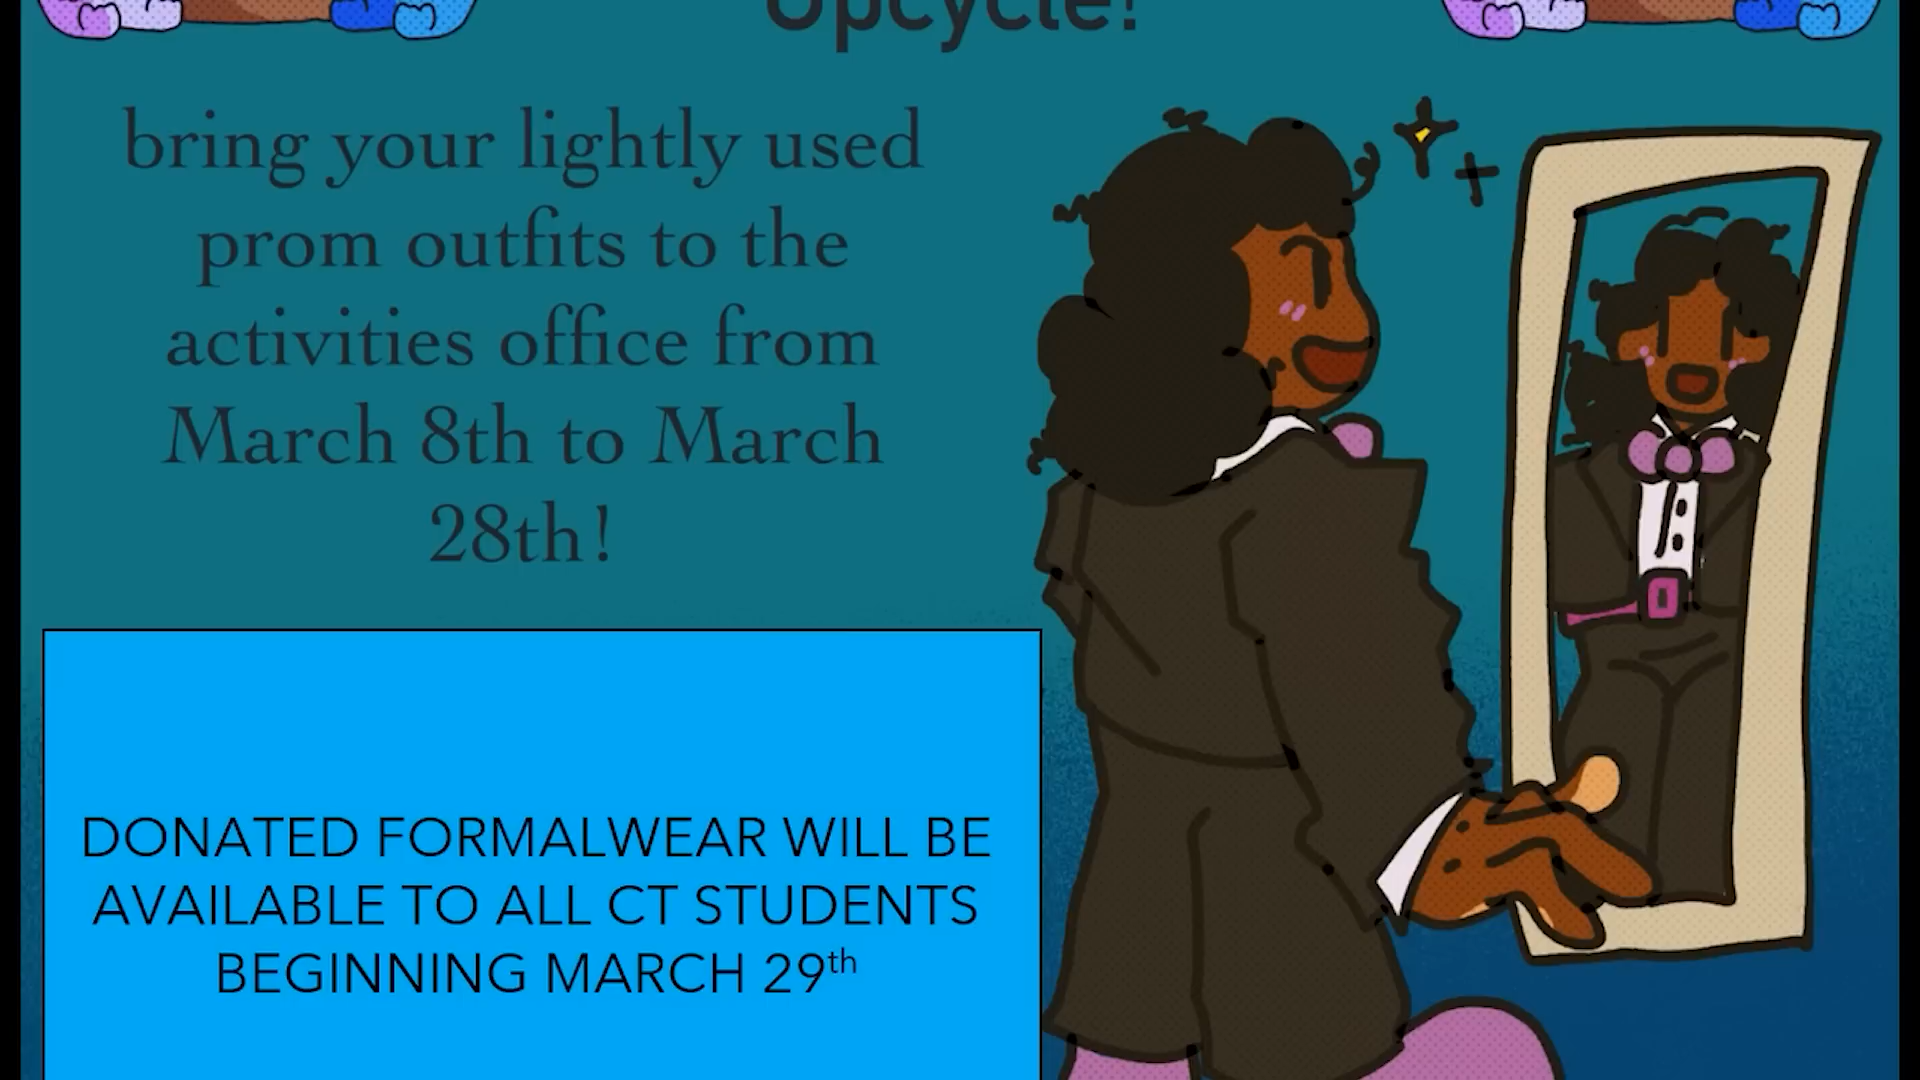 Upcycle!
bring your lightly used
prom outfits to the
activities office from
March 8th to March
28th!
DONATED FORMALWEAR WILL BE
AVAILABLE TO ALL CT STUDENTS
BEGINNING MARCH 29th